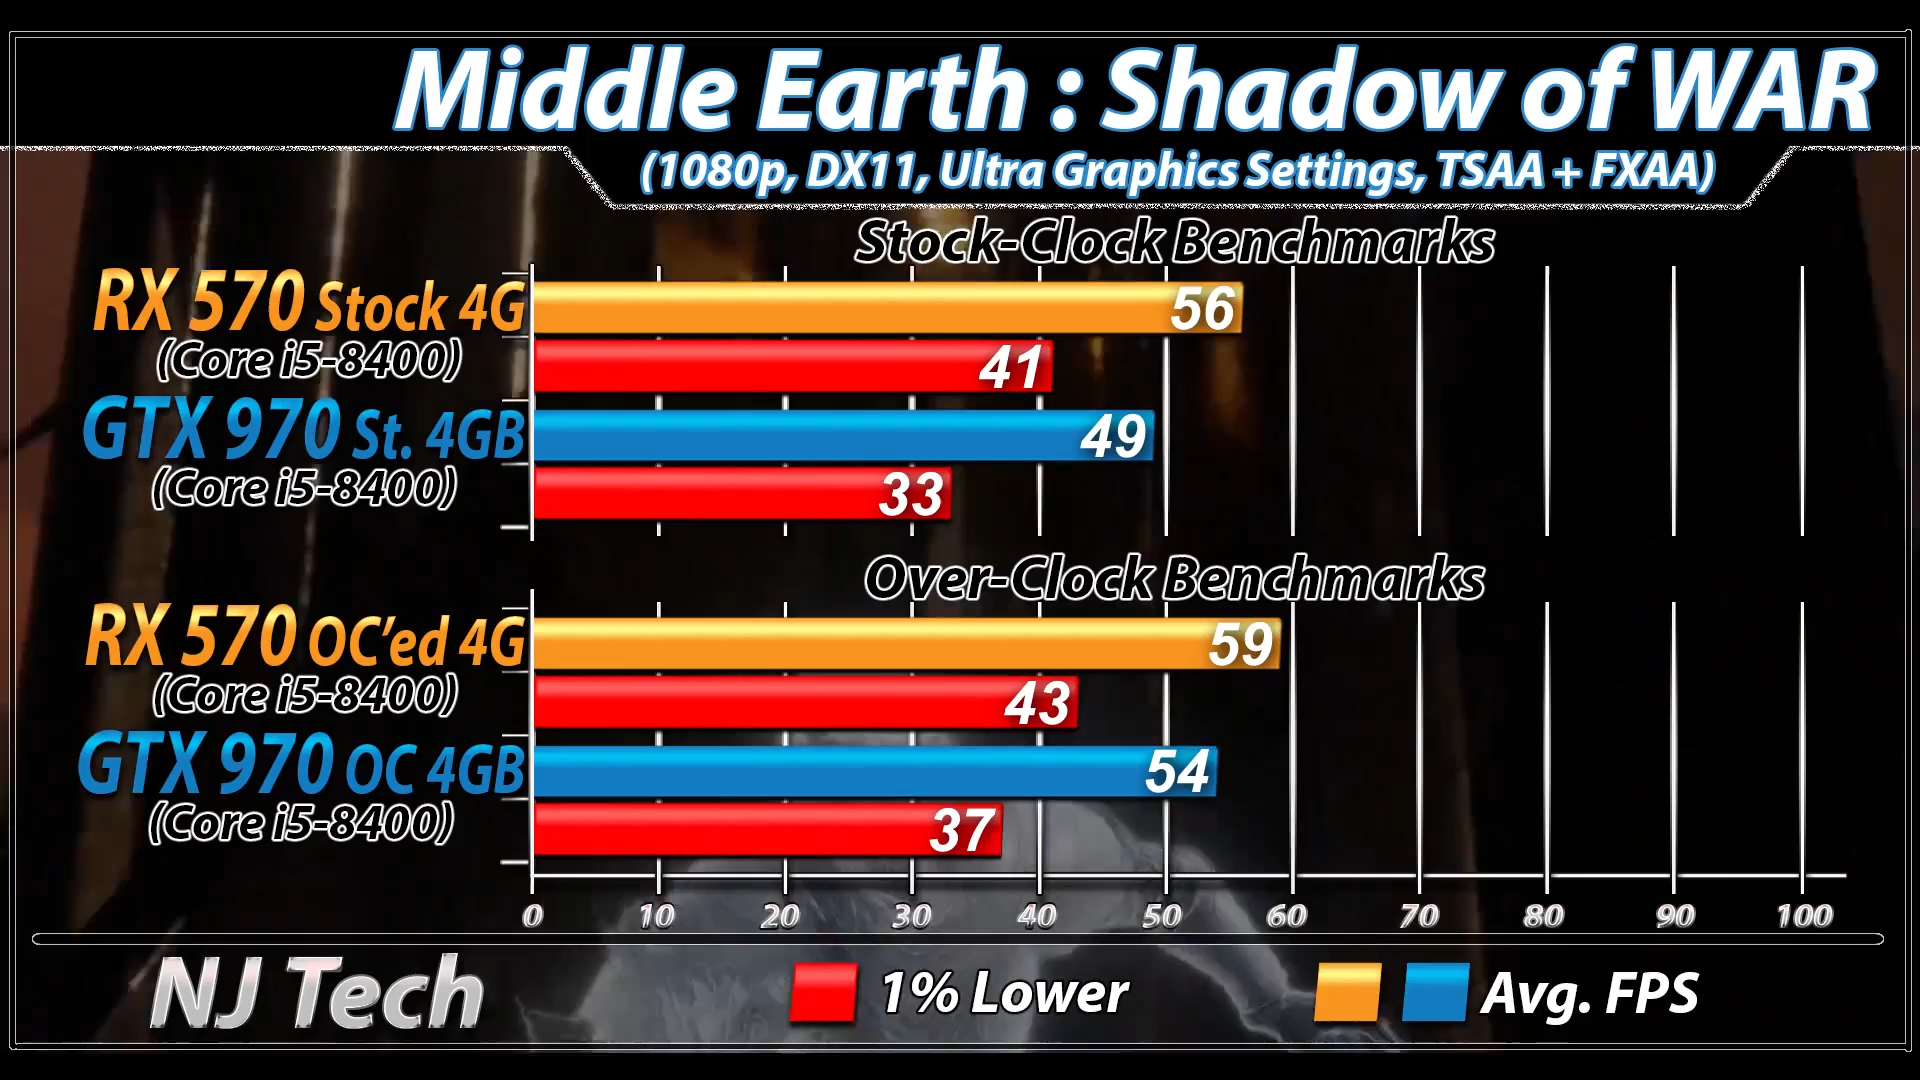 Middle Earth : Shadow of WAR
(1080p, DX11, Ultra Graphics Settings, TSAA + FXAA)
Stock-Clock Benchmarks
RX 570 Stock 4G
56
(Core i5-8400)
41
GTX 970 St. 4GB
49
(Core i5-8400)
33
Over-Clock Benchmarks
RX 570 OC'ed 4G
59
(Core i5-8400)
43
GTX 970 OC 4GB
54
(Core i5-8400)
37
0 10 20 30 40 50 60 70 80 90 100
NJ Tech
1% Lower
Avg. FPS